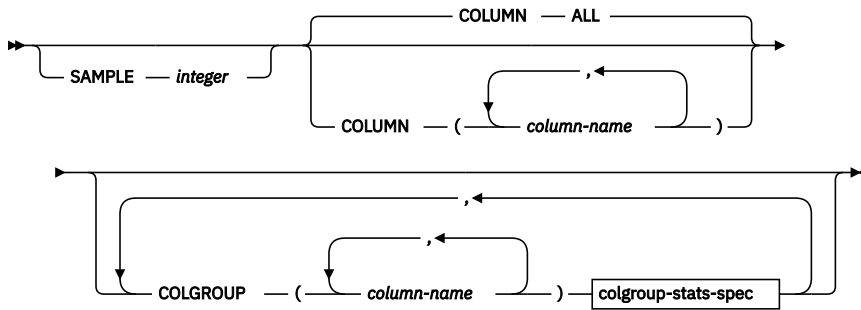 COLUMN ALL
SAMPLE integer
,
COLUMN ( column-name )
,
,
COLGROUP ( column-name ) colgroup-stats-spec